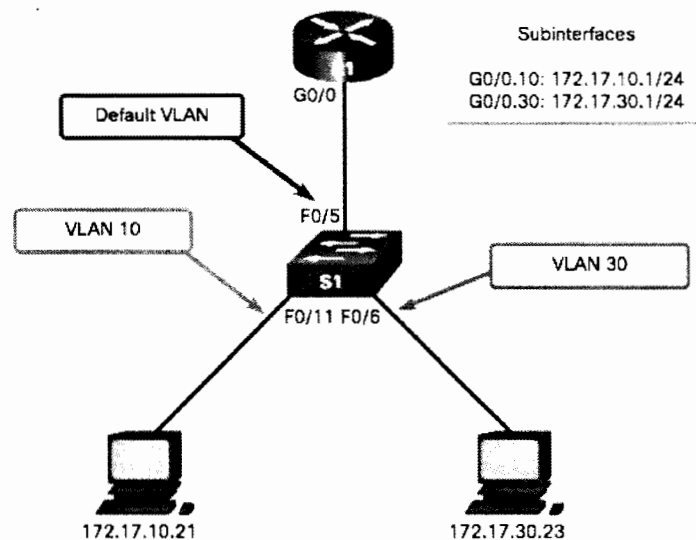 Subinterfaces
G0/0.10: 172.17.10.1/24
G0/0.30: 172.17.30.1/24
G0/0
Default VLAN
F0/5
VLAN 10
VLAN 30
S1
F0/11 F0/6
172.17.10.21
172.17.30.23